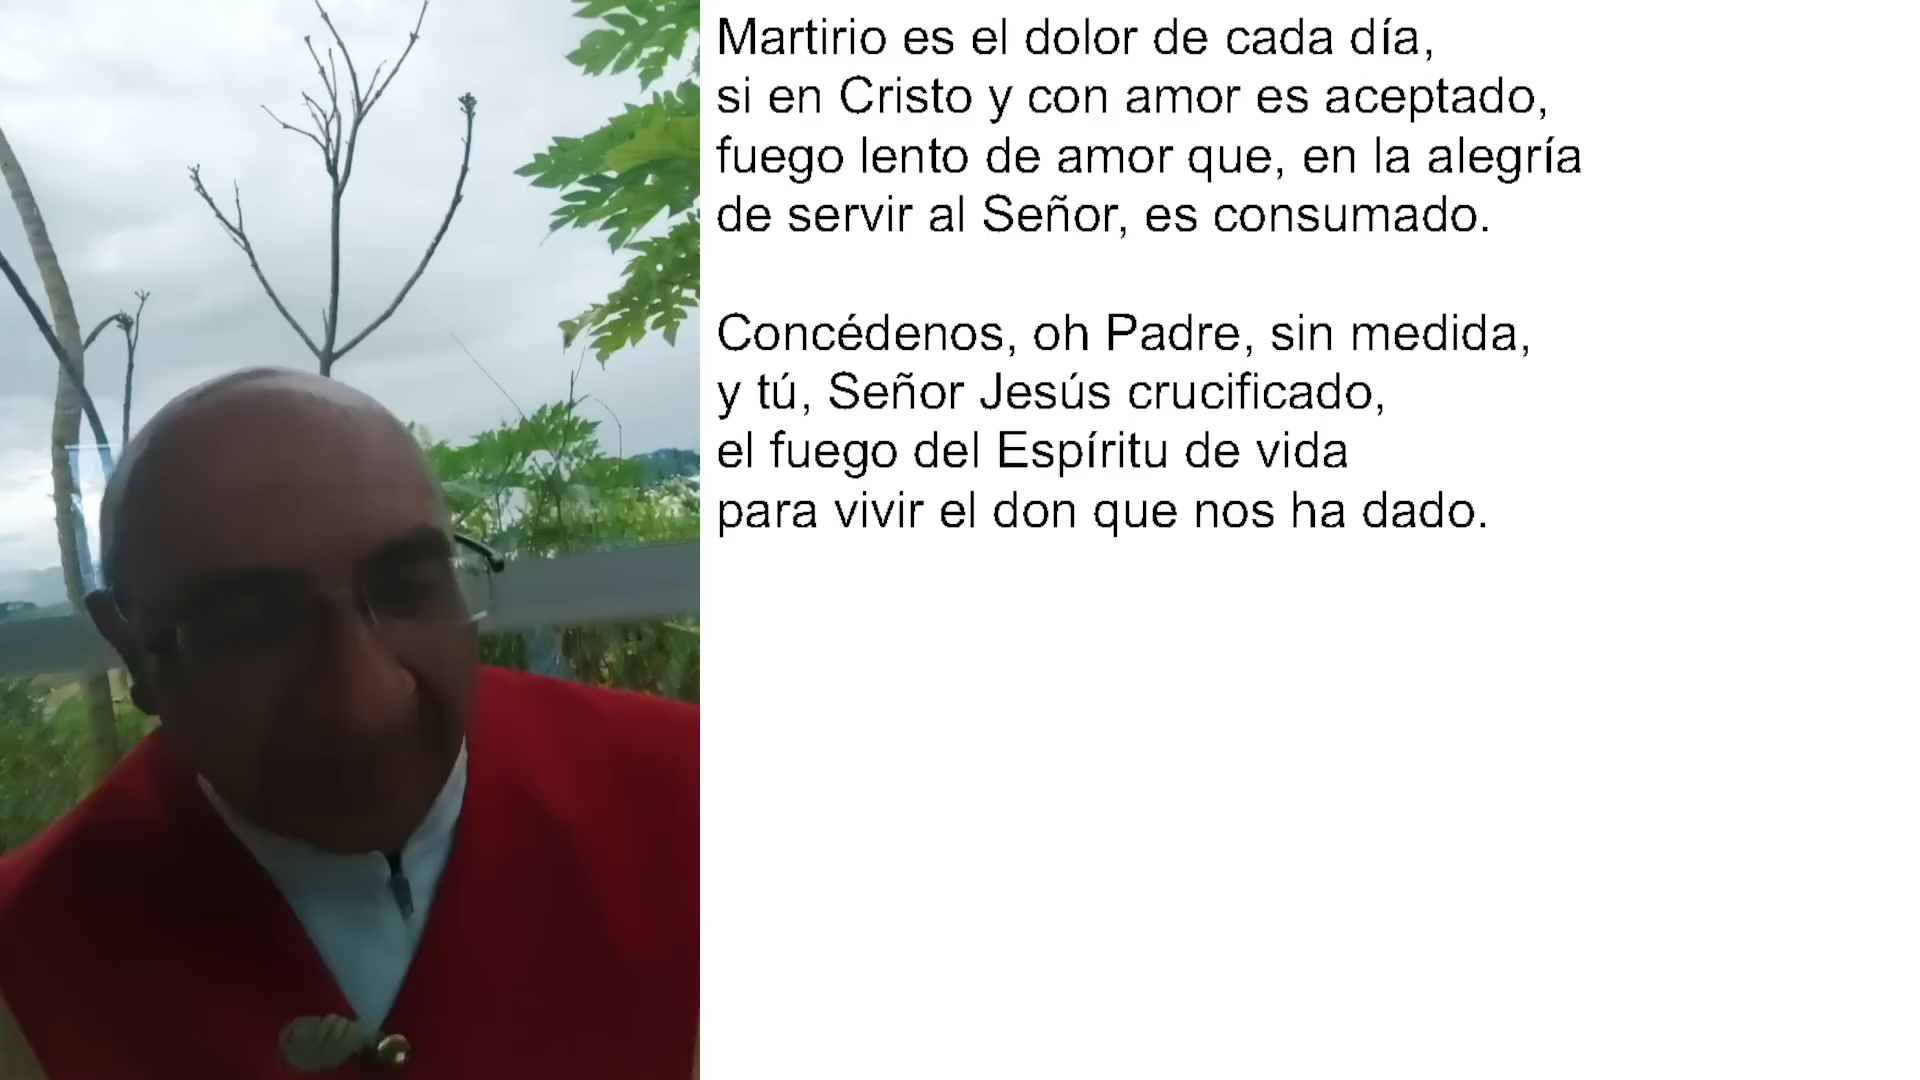 Martirio es el dolor de cada día,
si en Cristo y con amor es aceptado,
fuego lento de amor que, en la alegría
de servir al Señor, es consumado.
Concédenos, oh Padre, sin medida,
y tú, Señor Jesús crucificado,
el fuego del Espíritu de vida
para vivir el don que nos ha dado.